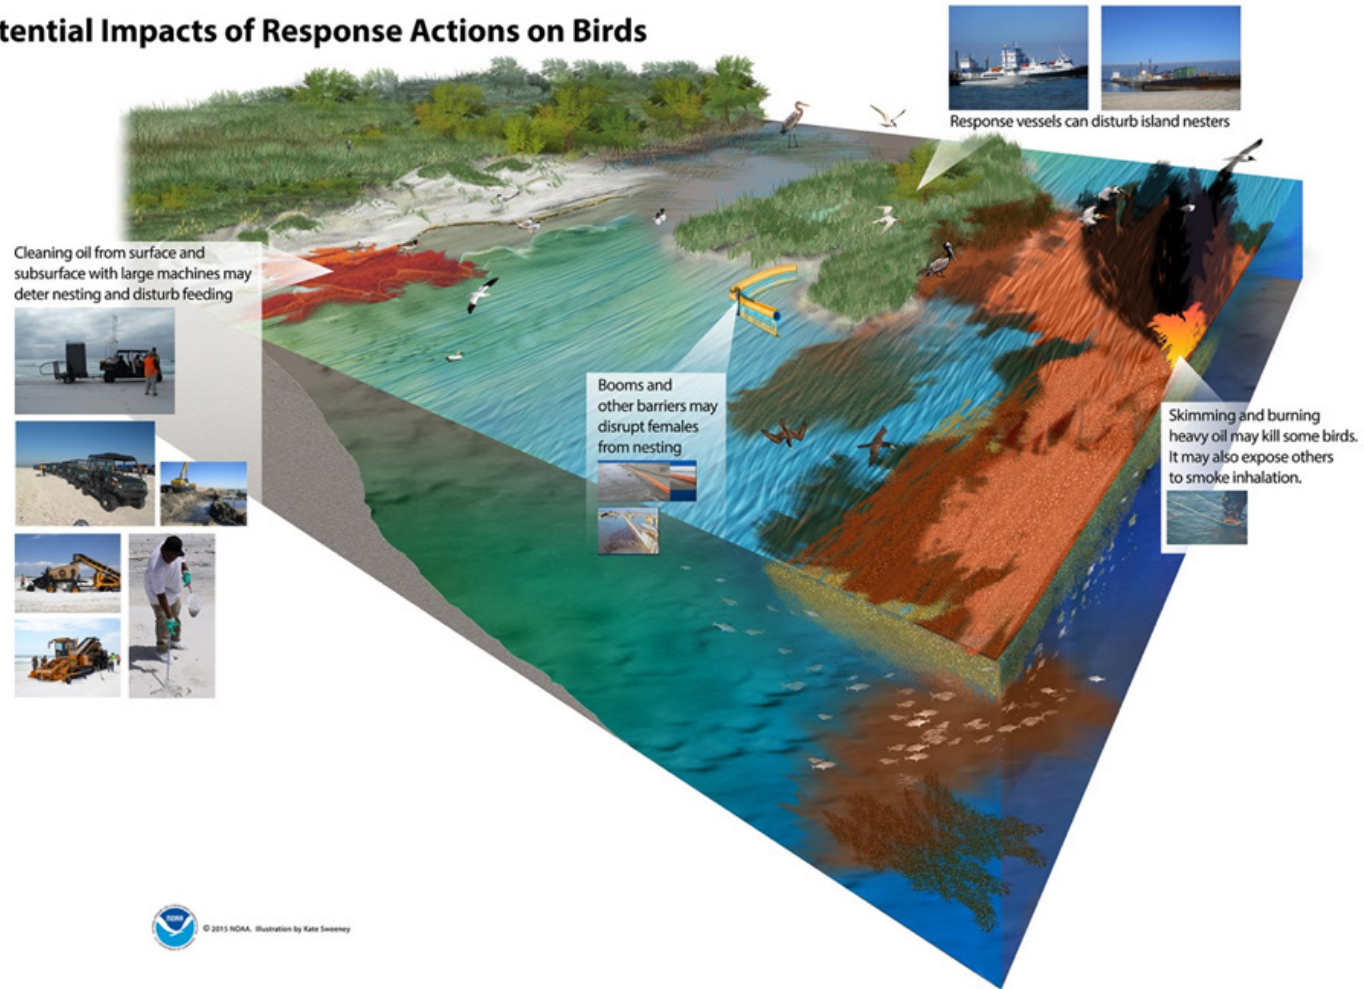 tential Impacts of Response Actions on Birds
Response vessels can disturb island nesters
Cleaning oil from surface and
subsurface with large machines may
deter nesting and disturb feeding
Booms and
other barriers may
disrupt females
from nesting
Skimming and burning
heavy oil may kill some birds.
It may also expose others
to smoke inhalation.
NOAA
© 2015 NOAA. Illustration by Kate Sweeney